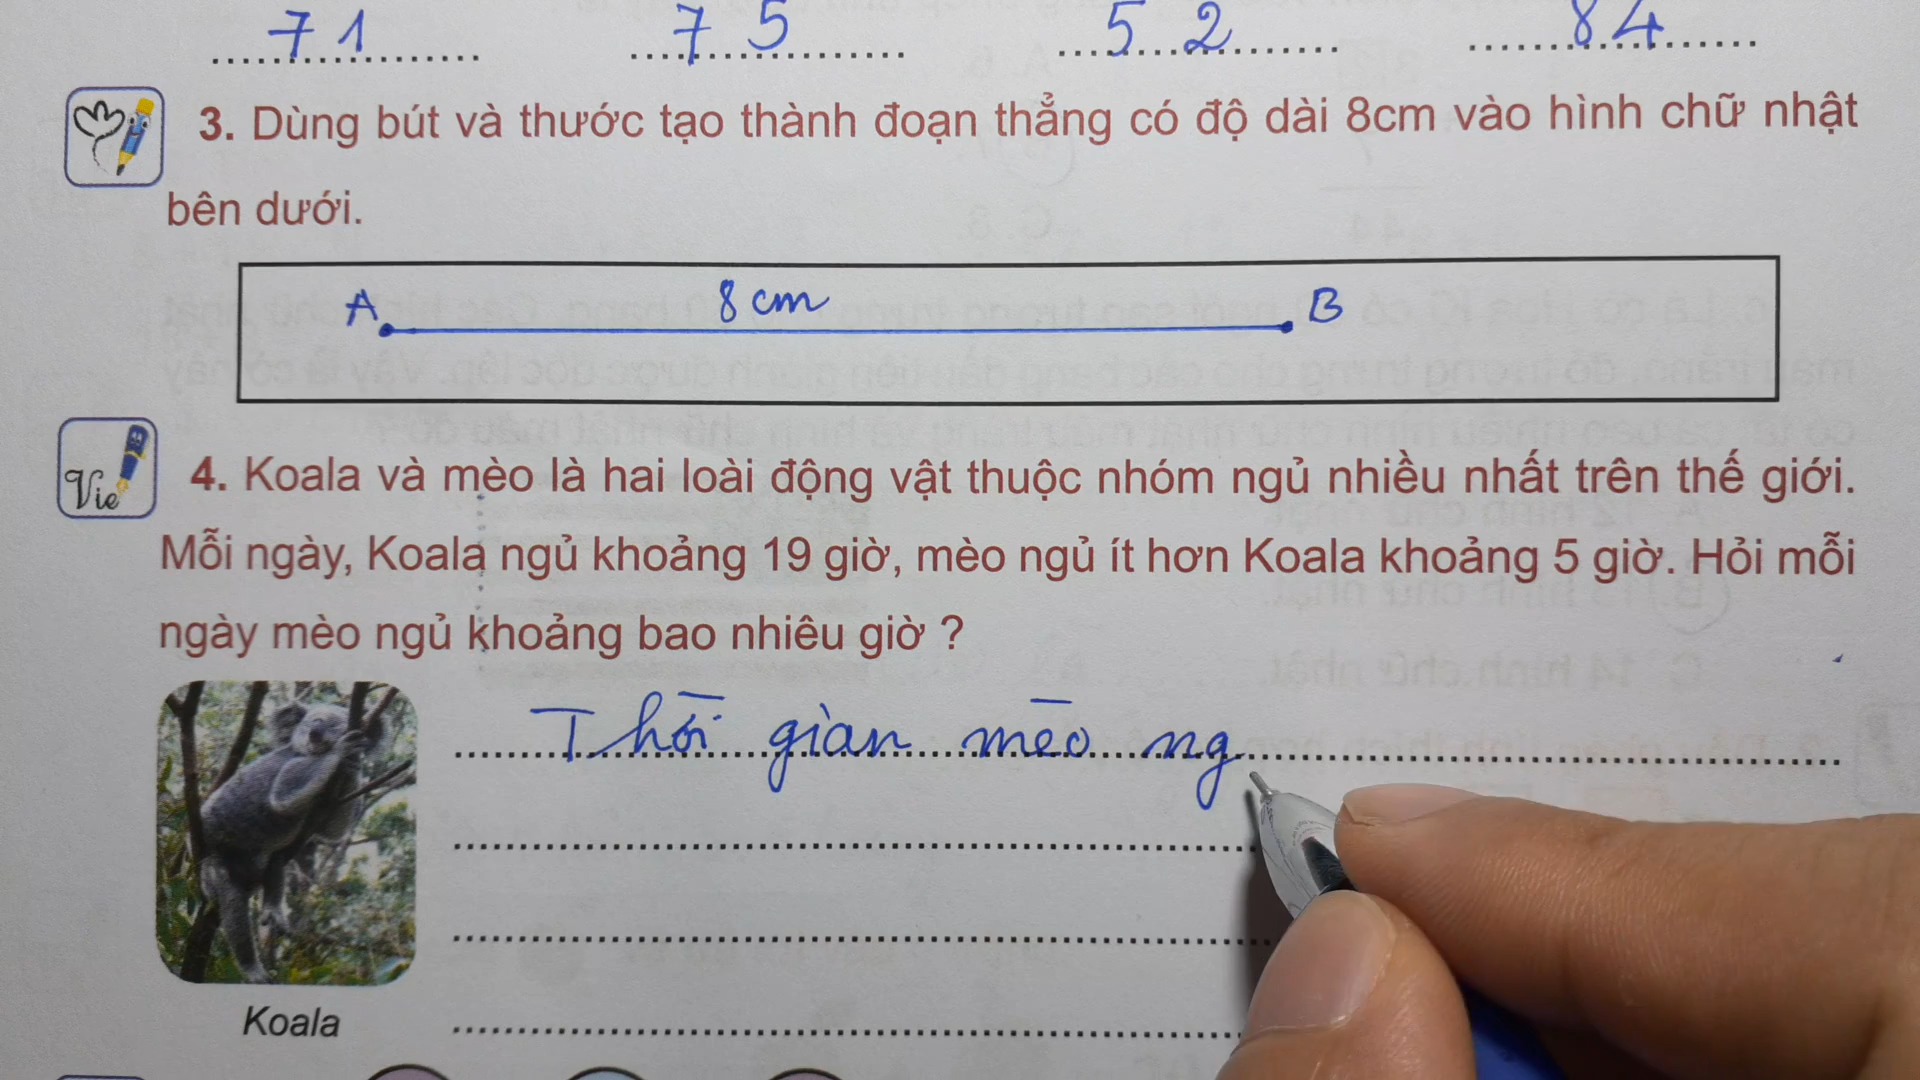 71 75 52 84
3. Dùng bút và thước tạo thành đoạn thẳng có độ dài 8cm vào hình chữ nhật
bên dưới.
A 8cm B
Vie
4. Koala và mèo là hai loài động vật thuộc nhóm ngủ nhiều nhất trên thế giới.
Mỗi ngày, Koala ngủ khoảng 19 giờ, mèo ngủ ít hơn Koala khoảng 5 giờ. Hỏi mỗi
ngày mèo ngủ khoảng bao nhiêu giờ ?
Thời gian mèo ng
Koala